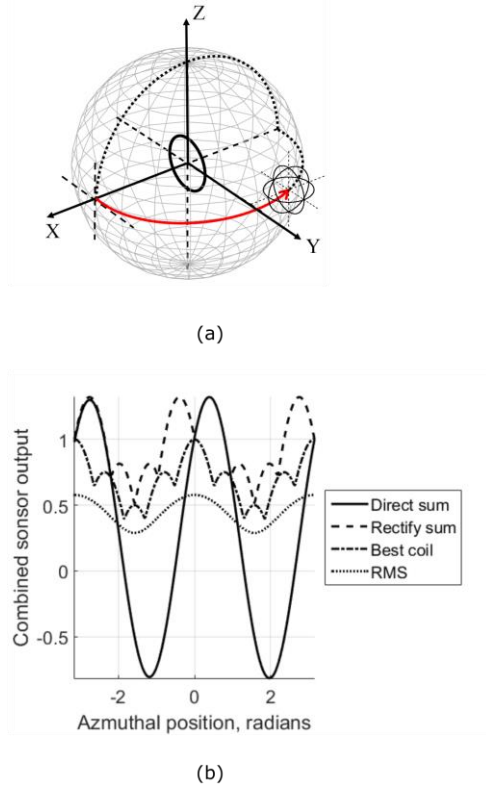 Z
X
Y
(a)
Combined sonsor output
1
0.5
0
-0.5
-2
0
2
Azmuthal position, radians
Direct sum
Rectify sum
Best coil
RMS
(b)